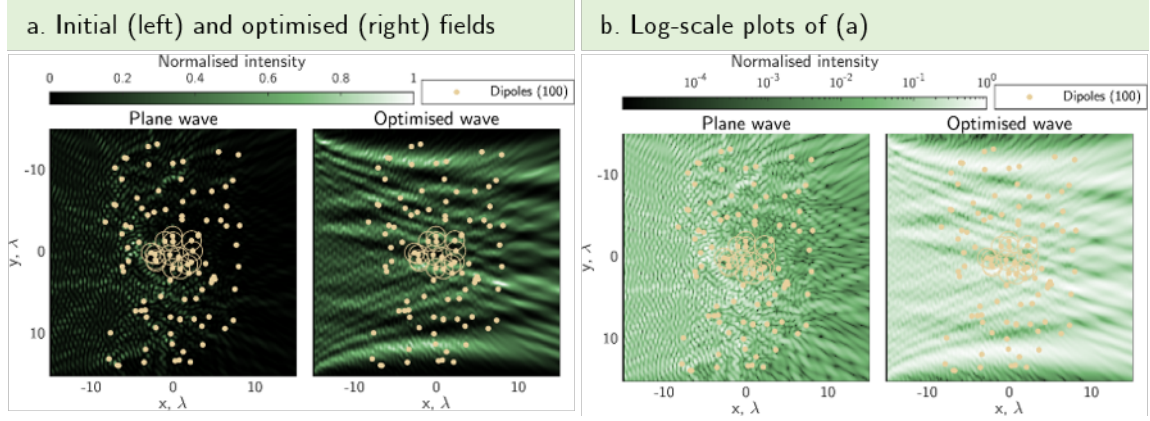 a. Initial (left) and optimised (right) fields
Normalised intensity
0 0.2 0.4 0.6 0.8 1
Dipoles (100)
Plane wave
Optimised wave
-10
0
10
y, λ
-10 0 10
x, λ
-10 0 10
x, λ
b. Log-scale plots of (a)
Normalised intensity
10⁻⁴ 10⁻³ 10⁻² 10⁻¹ 10⁰
Dipoles (100)
Plane wave
Optimised wave
-10
0
10
y, λ
-10 0 10
x, λ
-10 0 10
x, λ